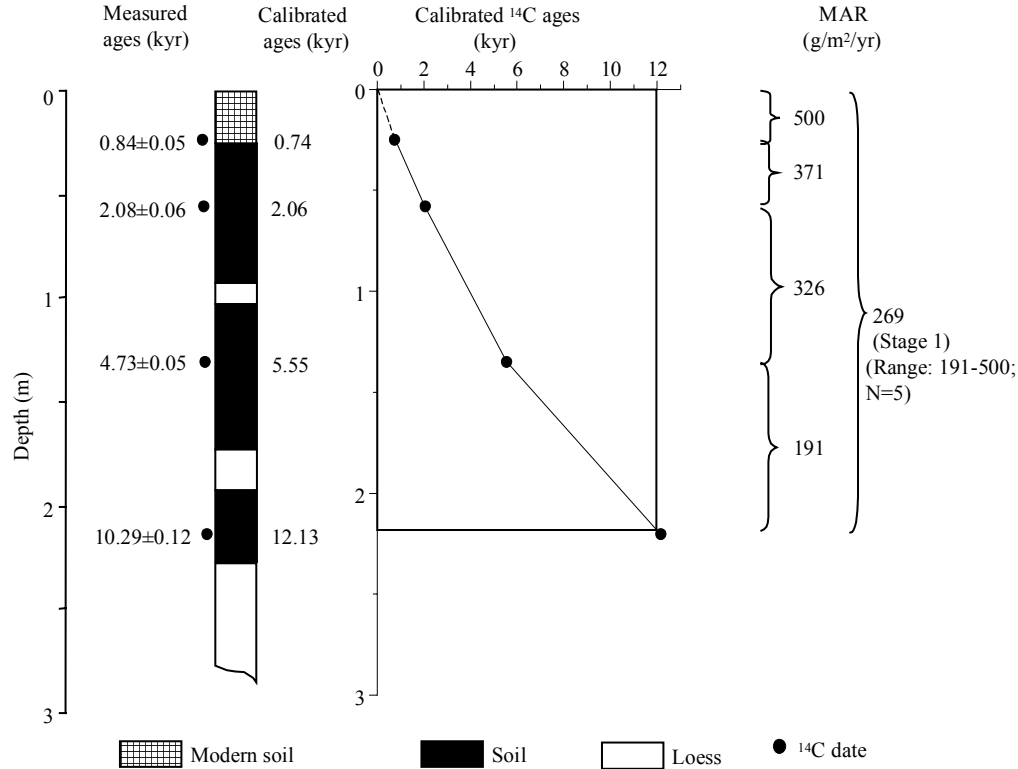 Measured
ages (kyr)
Calibrated
ages (kyr)
Calibrated ¹⁴C ages
(kyr)
MAR
(g/m²/yr)
0 2 4 6 8 10 12
Depth (m)
0
1
2
3
0.84±0.05
2.08±0.06
4.73±0.05
10.29±0.12
0.74
2.06
5.55
12.13
0
1
2
3
500
371
326
191
269
(Stage 1)
(Range: 191-500;
N=5)
Modern soil
Soil
Loess
¹⁴C date